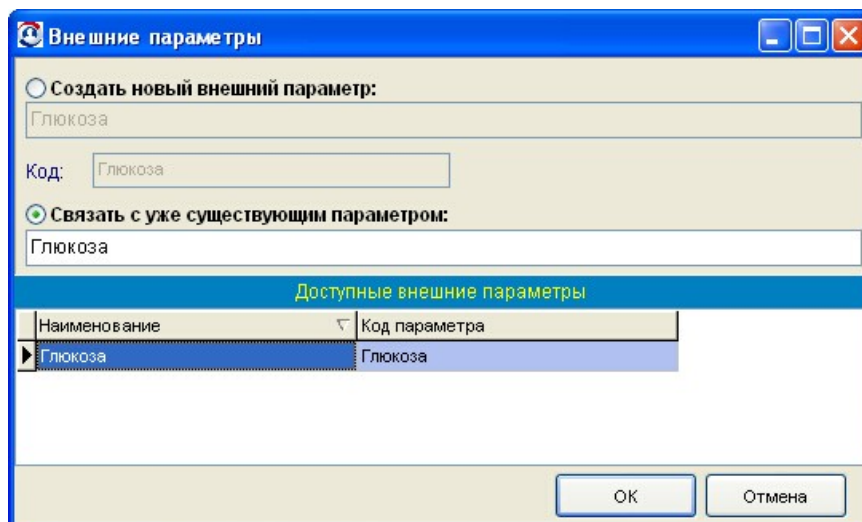 Внешние параметры
Создать новый внешний параметр:
Глюкоза
Код: Глюкоза
Связать с уже существующим параметром:
Глюкоза
Доступные внешние параметры
Наименование Код параметра
Глюкоза Глюкоза
OK Отмена